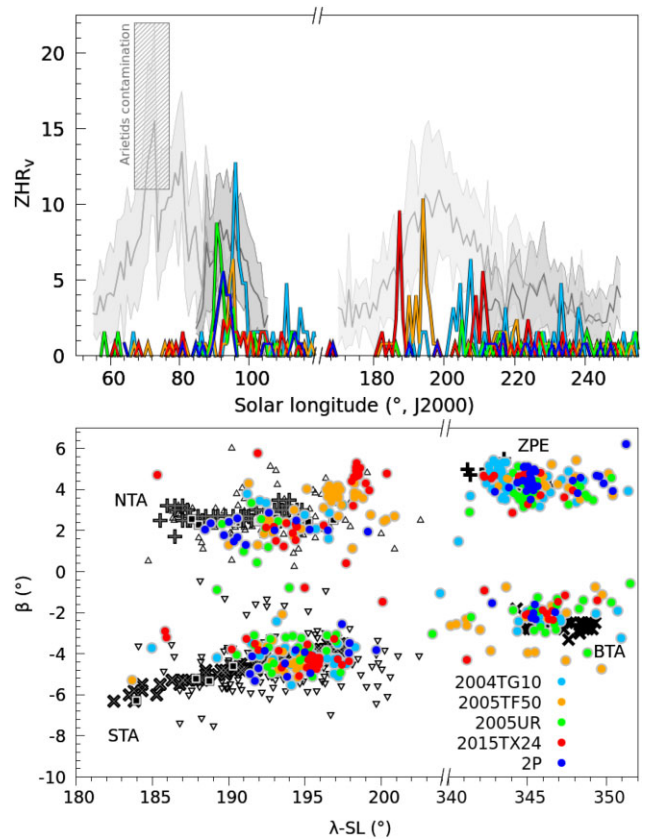 Arietids contamination
ZHRv
20
15
10
5
0
60 80 100 180 200 220 240
Solar longitude (°, J2000)
β (°)
6
4
2
0
-2
-4
-6
-8
-10
ZPE
NTA
BTA
STA
2004TG10
2005TF50
2005UR
2015TX24
2P
180 185 190 195 200 340 345 350
λ-SL (°)